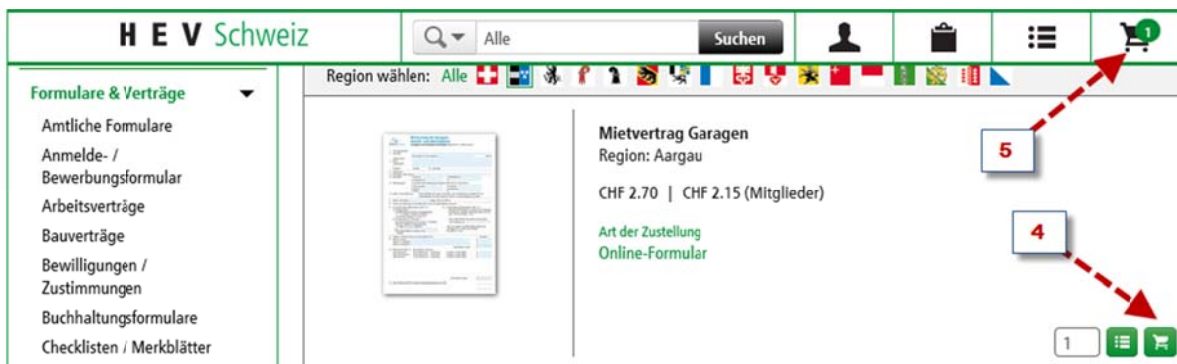 HEV Schweiz
Alle
Suchen
1
Region wählen: Alle
Formulare & Verträge
Amtliche Formulare
Anmelde- /
Bewerbungsformular
Arbeitsverträge
Bauverträge
Bewilligungen /
Zustimmungen
Buchhaltungsformulare
Checklisten / Merkblätter
Mietvertrag Garagen
Region: Aargau
CHF 2.70 | CHF 2.15 (Mitglieder)
Art der Zustellung
Online-Formular
5
4
1